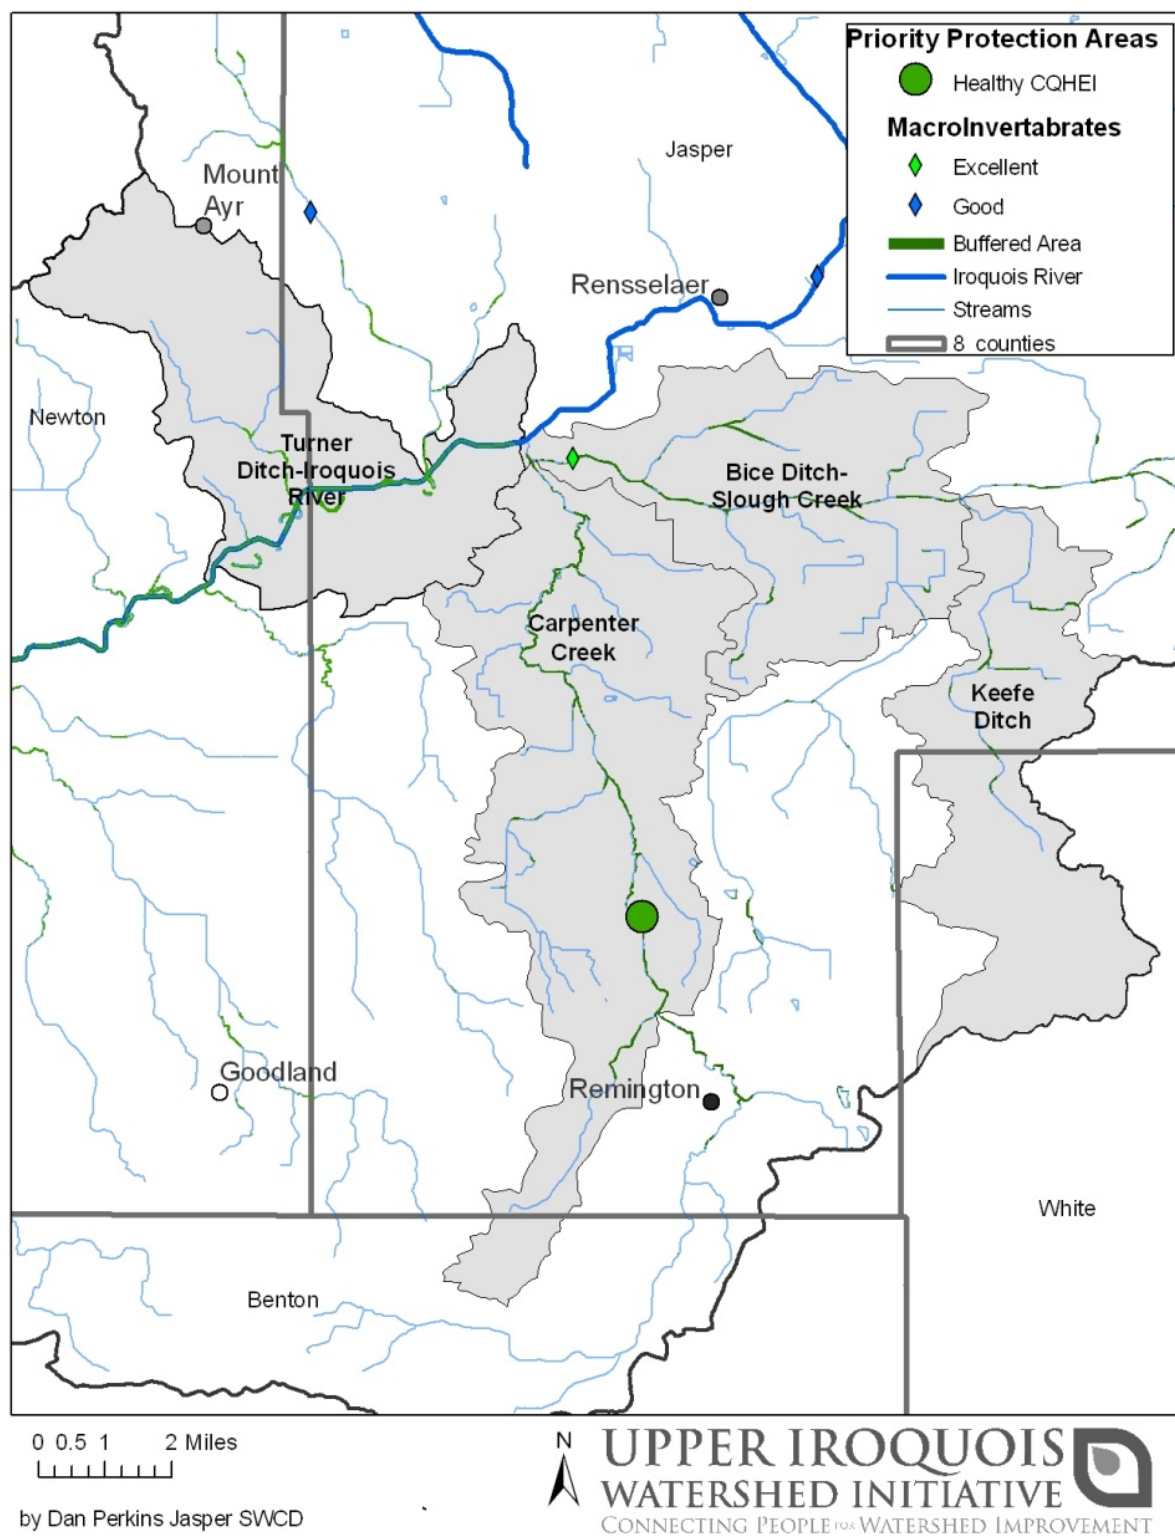 Priority Protection Areas
Healthy CQHEI
MacroInvertabrates
Excellent
Good
Buffered Area
Iroquois River
Streams
8 counties
Jasper
Mount
Ayr
Rensselaer
Newton
Turner
Ditch-Iroquois
River
Bice Ditch-
Slough Creek
Carpenter
Creek
Keefe
Ditch
Goodland
Remington
White
Benton
0 0.5 1 2 Miles
N
by Dan Perkins Jasper SWCD
UPPER IROQUOIS
WATERSHED INITIATIVE
CONNECTING PEOPLE FOR WATERSHED IMPROVEMENT